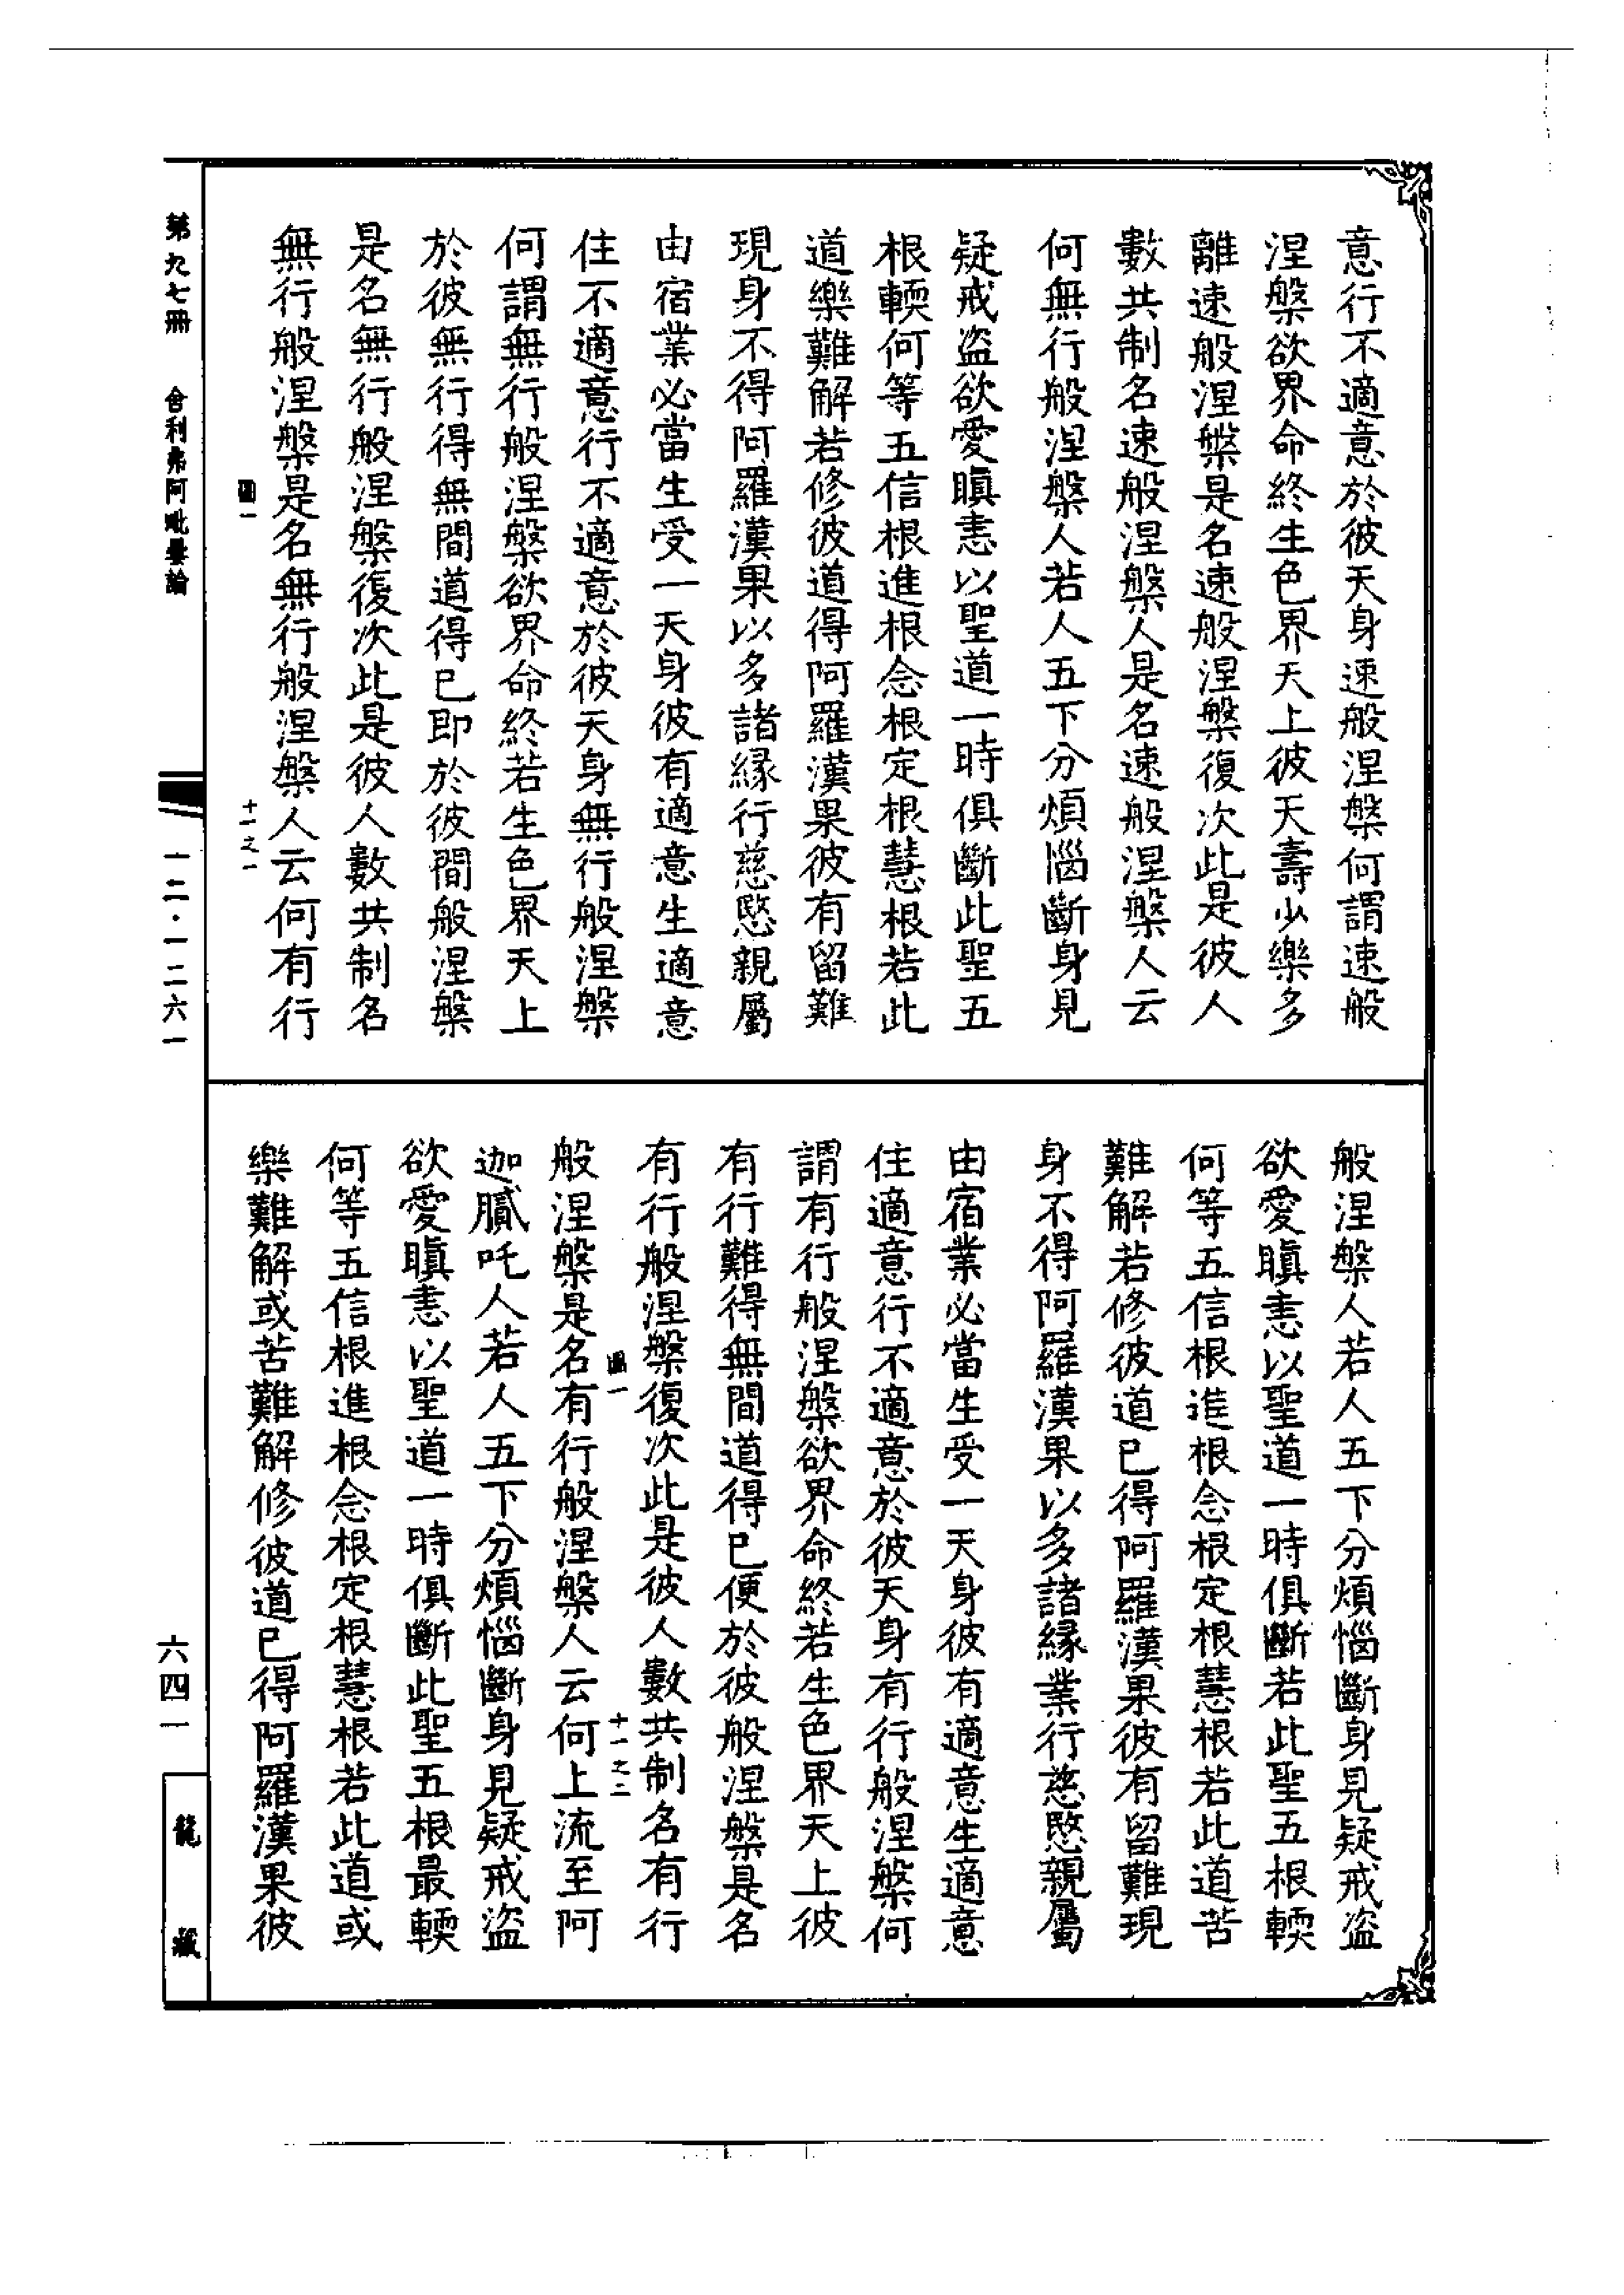 意行不適意於彼天身速般涅槃何謂速般
涅槃欲界命終生色界天上彼天壽少樂多
離速般涅槃是名速般涅槃復次此是彼人
數共制名速般涅槃人是名速般涅槃人云
何無行般涅槃人若人五下分煩惱斷身見
疑戒盜欲愛瞋恚以聖道一時俱斷此聖五
根輭何等五信根進根念根定根慧根若此
道樂難解若修彼道得阿羅漢果彼有留難
現身不得阿羅漢果以多諸緣行慈愍親屬
由宿業必當生受一天身彼有適意生適意
住不適意行不適意於彼天身無行般涅槃
何謂無行般涅槃欲界命終若生色界天上
於彼無行得無間道得已即於彼間般涅槃
是名無行般涅槃復次此是彼人數共制名
無行般涅槃是名無行般涅槃人云何有行
圖一 十一之一
般涅槃人若人五下分煩惱斷身見疑戒盜
欲愛瞋恚以聖道一時俱斷若此聖五根輭
何等五信根進根念根定根慧根若此道苦
難解若修彼道已得阿羅漢果彼有留難現
身不得阿羅漢果以多諸緣業行慈愍親屬
由宿業必當生受一天身彼有適意生適意
住適意行不適意於彼天身有行般涅槃何
謂有行般涅槃欲界命終若生色界天上彼
有行難得無間道得已便於彼般涅槃是名
有行般涅槃復次此是彼人數共制名有行
圖一 十一之二
般涅槃是名有行般涅槃人云何上流至阿
迦膩吒人若人五下分煩惱斷身見疑戒盜
欲愛瞋恚以聖道一時俱斷此聖五根最輭
何等五信根進根念根定根慧根若此道或
樂難解或苦難解修彼道已得阿羅漢果彼
第九七冊 舍利弗阿毗曇論 一二·一二六一 六四一 龍藏